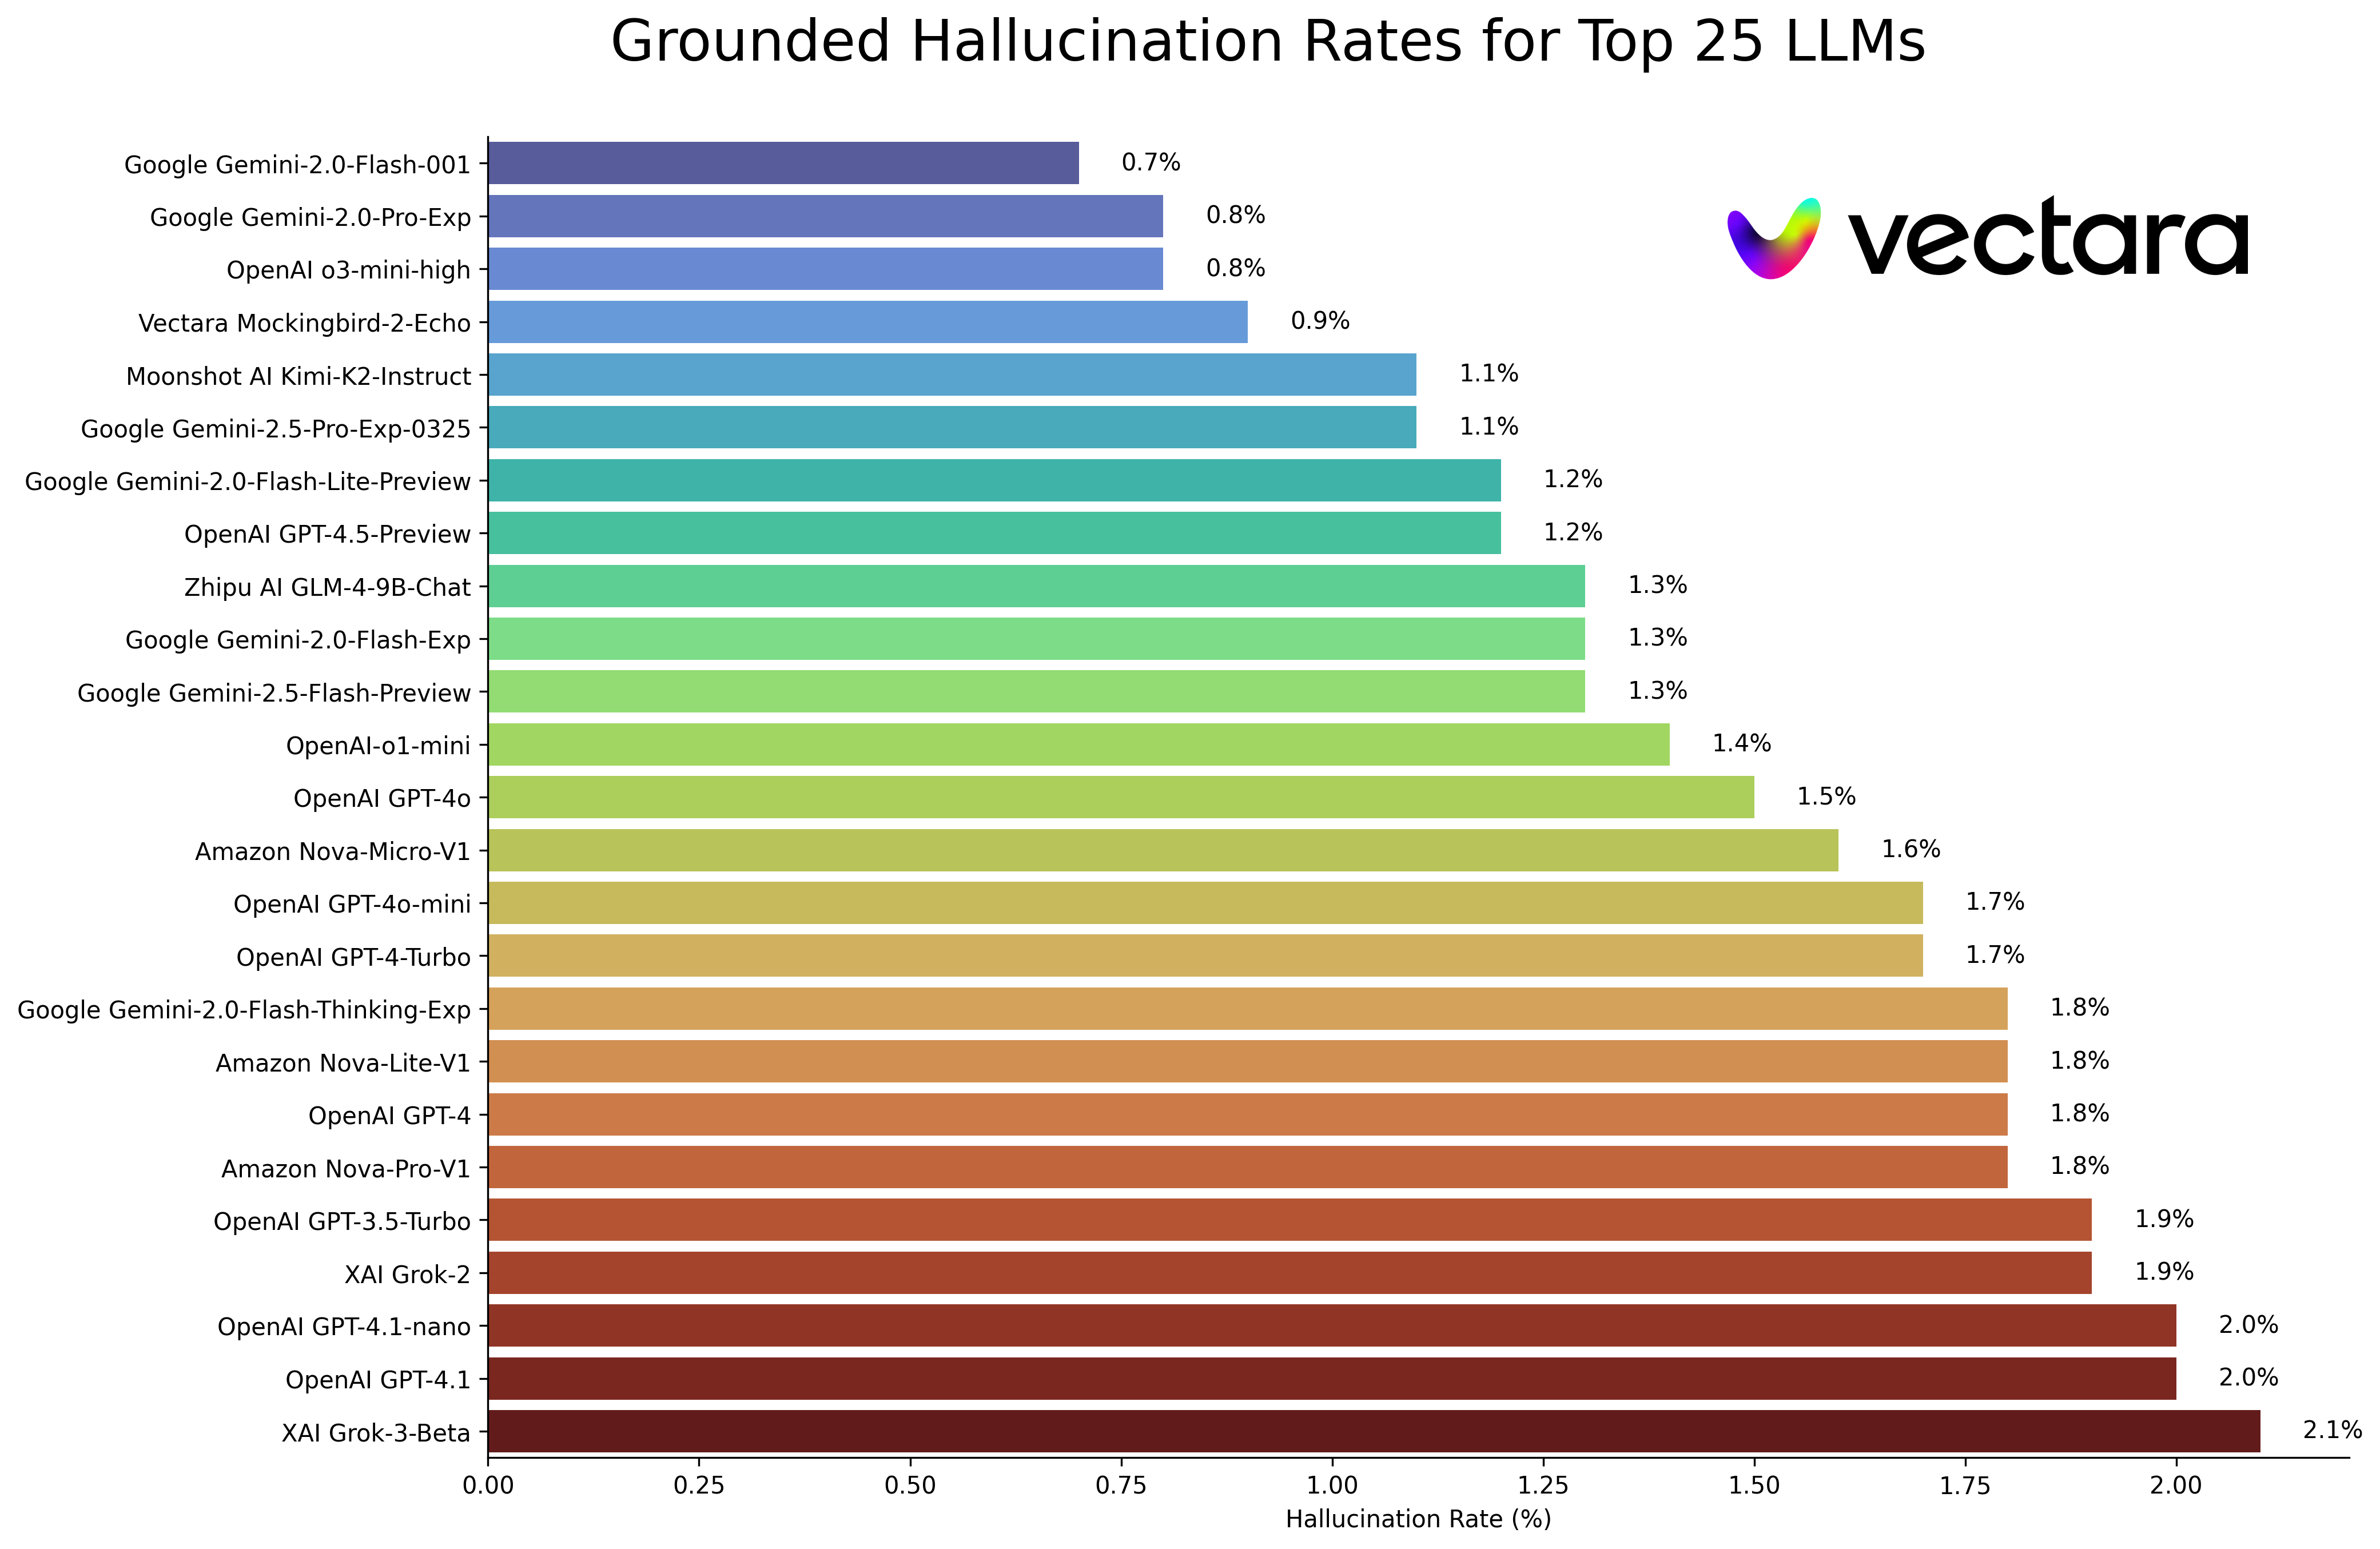 Grounded Hallucination Rates for Top 25 LLMs
vectara
Google Gemini-2.0-Flash-001 0.7%
Google Gemini-2.0-Pro-Exp 0.8%
OpenAI o3-mini-high 0.8%
Vectara Mockingbird-2-Echo 0.9%
Moonshot AI Kimi-K2-Instruct 1.1%
Google Gemini-2.5-Pro-Exp-0325 1.1%
Google Gemini-2.0-Flash-Lite-Preview 1.2%
OpenAI GPT-4.5-Preview 1.2%
Zhipu AI GLM-4-9B-Chat 1.3%
Google Gemini-2.0-Flash-Exp 1.3%
Google Gemini-2.5-Flash-Preview 1.3%
OpenAI-o1-mini 1.4%
OpenAI GPT-4o 1.5%
Amazon Nova-Micro-V1 1.6%
OpenAI GPT-4o-mini 1.7%
OpenAI GPT-4-Turbo 1.7%
Google Gemini-2.0-Flash-Thinking-Exp 1.8%
Amazon Nova-Lite-V1 1.8%
OpenAI GPT-4 1.8%
Amazon Nova-Pro-V1 1.8%
OpenAI GPT-3.5-Turbo 1.9%
XAI Grok-2 1.9%
OpenAI GPT-4.1-nano 2.0%
OpenAI GPT-4.1 2.0%
XAI Grok-3-Beta 2.1%
0.00 0.25 0.50 0.75 1.00 1.25 1.50 1.75 2.00
Hallucination Rate (%)